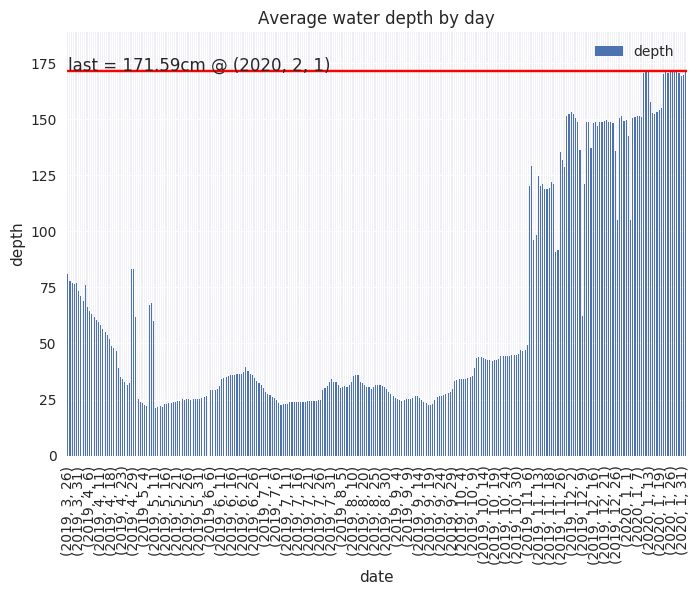 Average water depth by day
depth
last = 171.59cm @ (2020, 2, 1)
175
150
125
100
75
50
25
0
depth
(2019, 3, 26)
(2019, 3, 31)
(2019, 4, 6)
(2019, 4, 11)
(2019, 4, 18)
(2019, 4, 23)
(2019, 4, 29)
(2019, 5, 4)
(2019, 5, 11)
(2019, 5, 16)
(2019, 5, 21)
(2019, 5, 26)
(2019, 5, 31)
(2019, 6, 6)
(2019, 6, 11)
(2019, 6, 16)
(2019, 6, 21)
(2019, 6, 26)
(2019, 7, 1)
(2019, 7, 6)
(2019, 7, 11)
(2019, 7, 16)
(2019, 7, 21)
(2019, 7, 26)
(2019, 7, 31)
(2019, 8, 5)
(2019, 8, 10)
(2019, 8, 20)
(2019, 8, 25)
(2019, 8, 30)
(2019, 9, 4)
(2019, 9, 9)
(2019, 9, 14)
(2019, 9, 19)
(2019, 9, 24)
(2019, 9, 29)
(2019, 10, 4)
(2019, 10, 9)
(2019, 10, 14)
(2019, 10, 19)
(2019, 10, 24)
(2019, 10, 30)
(2019, 11, 6)
(2019, 11, 13)
(2019, 11, 18)
(2019, 11, 26)
(2019, 12, 2)
(2019, 12, 9)
(2019, 12, 16)
(2019, 12, 21)
(2019, 12, 26)
(2020, 1, 1)
(2020, 1, 7)
(2020, 1, 13)
(2020, 1, 19)
(2020, 1, 26)
(2020, 1, 31)
date